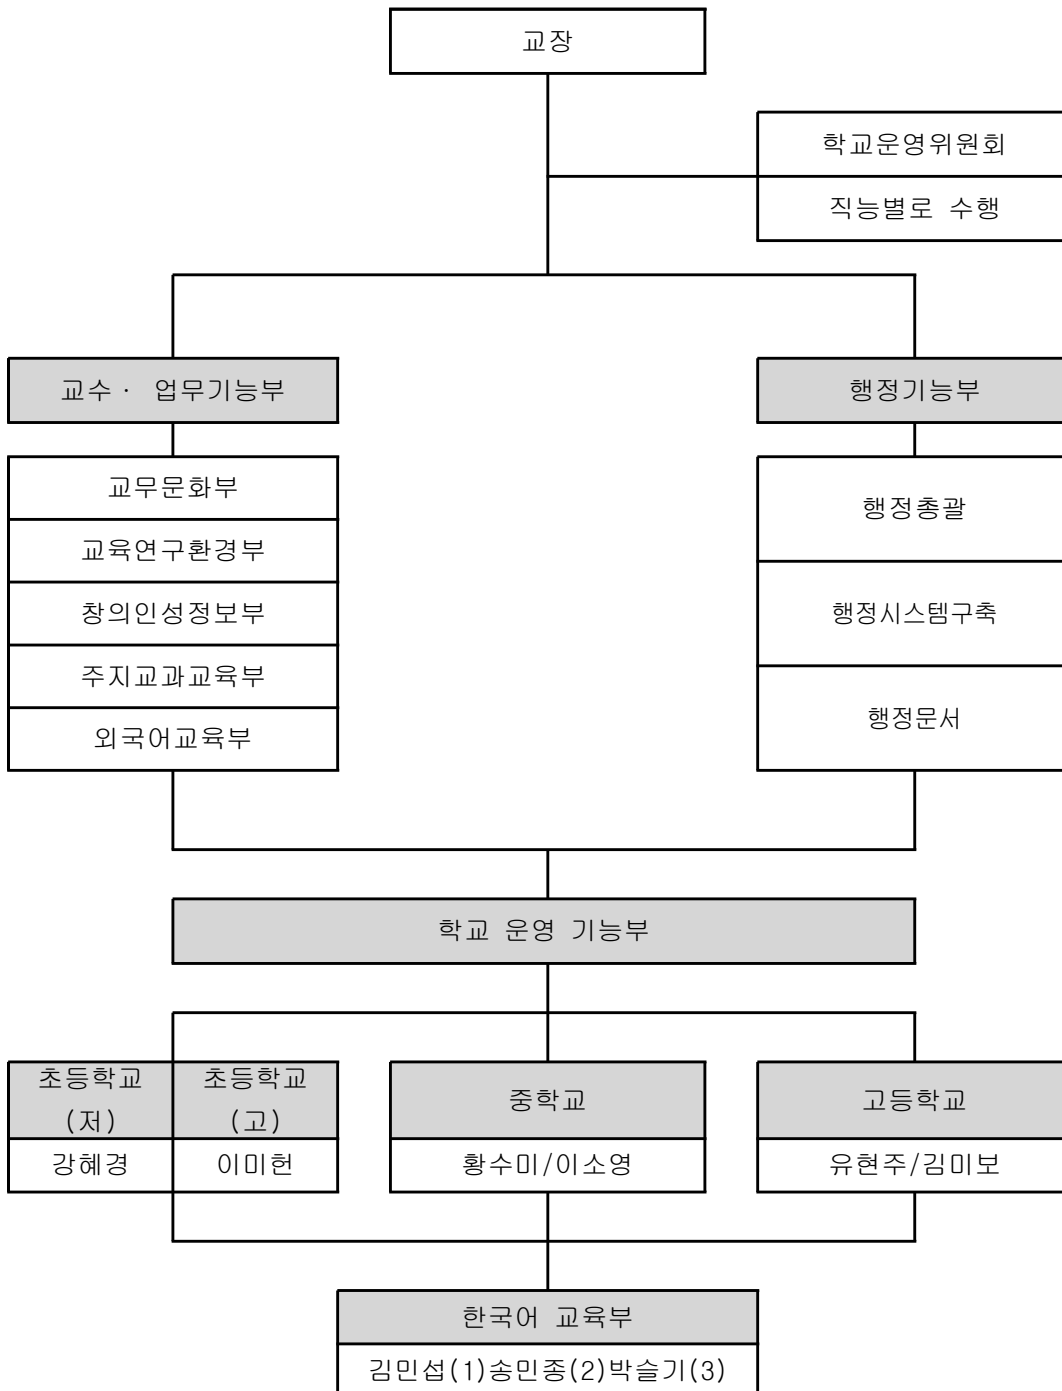 교장
학교운영위원회
직능별로 수행
교수 · 업무기능부
행정기능부
교무문화부
교육연구환경부
창의인성정보부
주지교과교육부
외국어교육부
행정총괄
행정시스템구축
행정문서
학교 운영 기능부
초등학교
(저)
초등학교
(고)
중학교
고등학교
강혜경
이미헌
황수미/이소영
유현주/김미보
한국어 교육부
김민섭(1)송민종(2)박슬기(3)